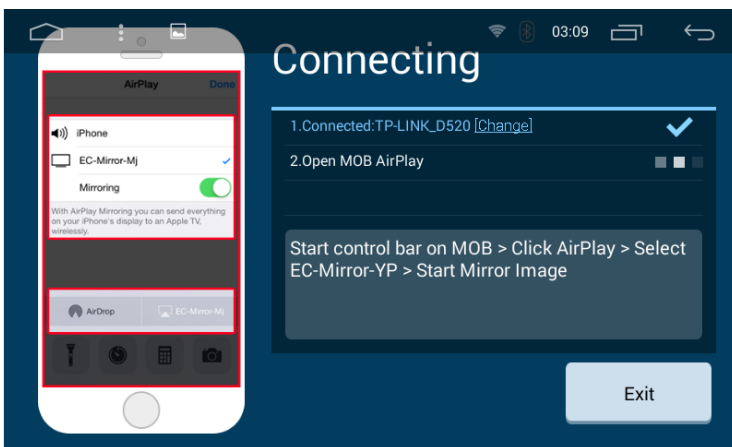 03:09
Connecting
AirPlay
Done
iPhone
EC-Mirror-Mj
Mirroring
With AirPlay Mirroring you can send everything
on your iPhone's display to an Apple TV,
wirelessly.
AirDrop
EC-Mirror-Mj
1.Connected:TP-LINK_D520 [Change]
2.Open MOB AirPlay
Start control bar on MOB > Click AirPlay > Select
EC-Mirror-YP > Start Mirror Image
Exit